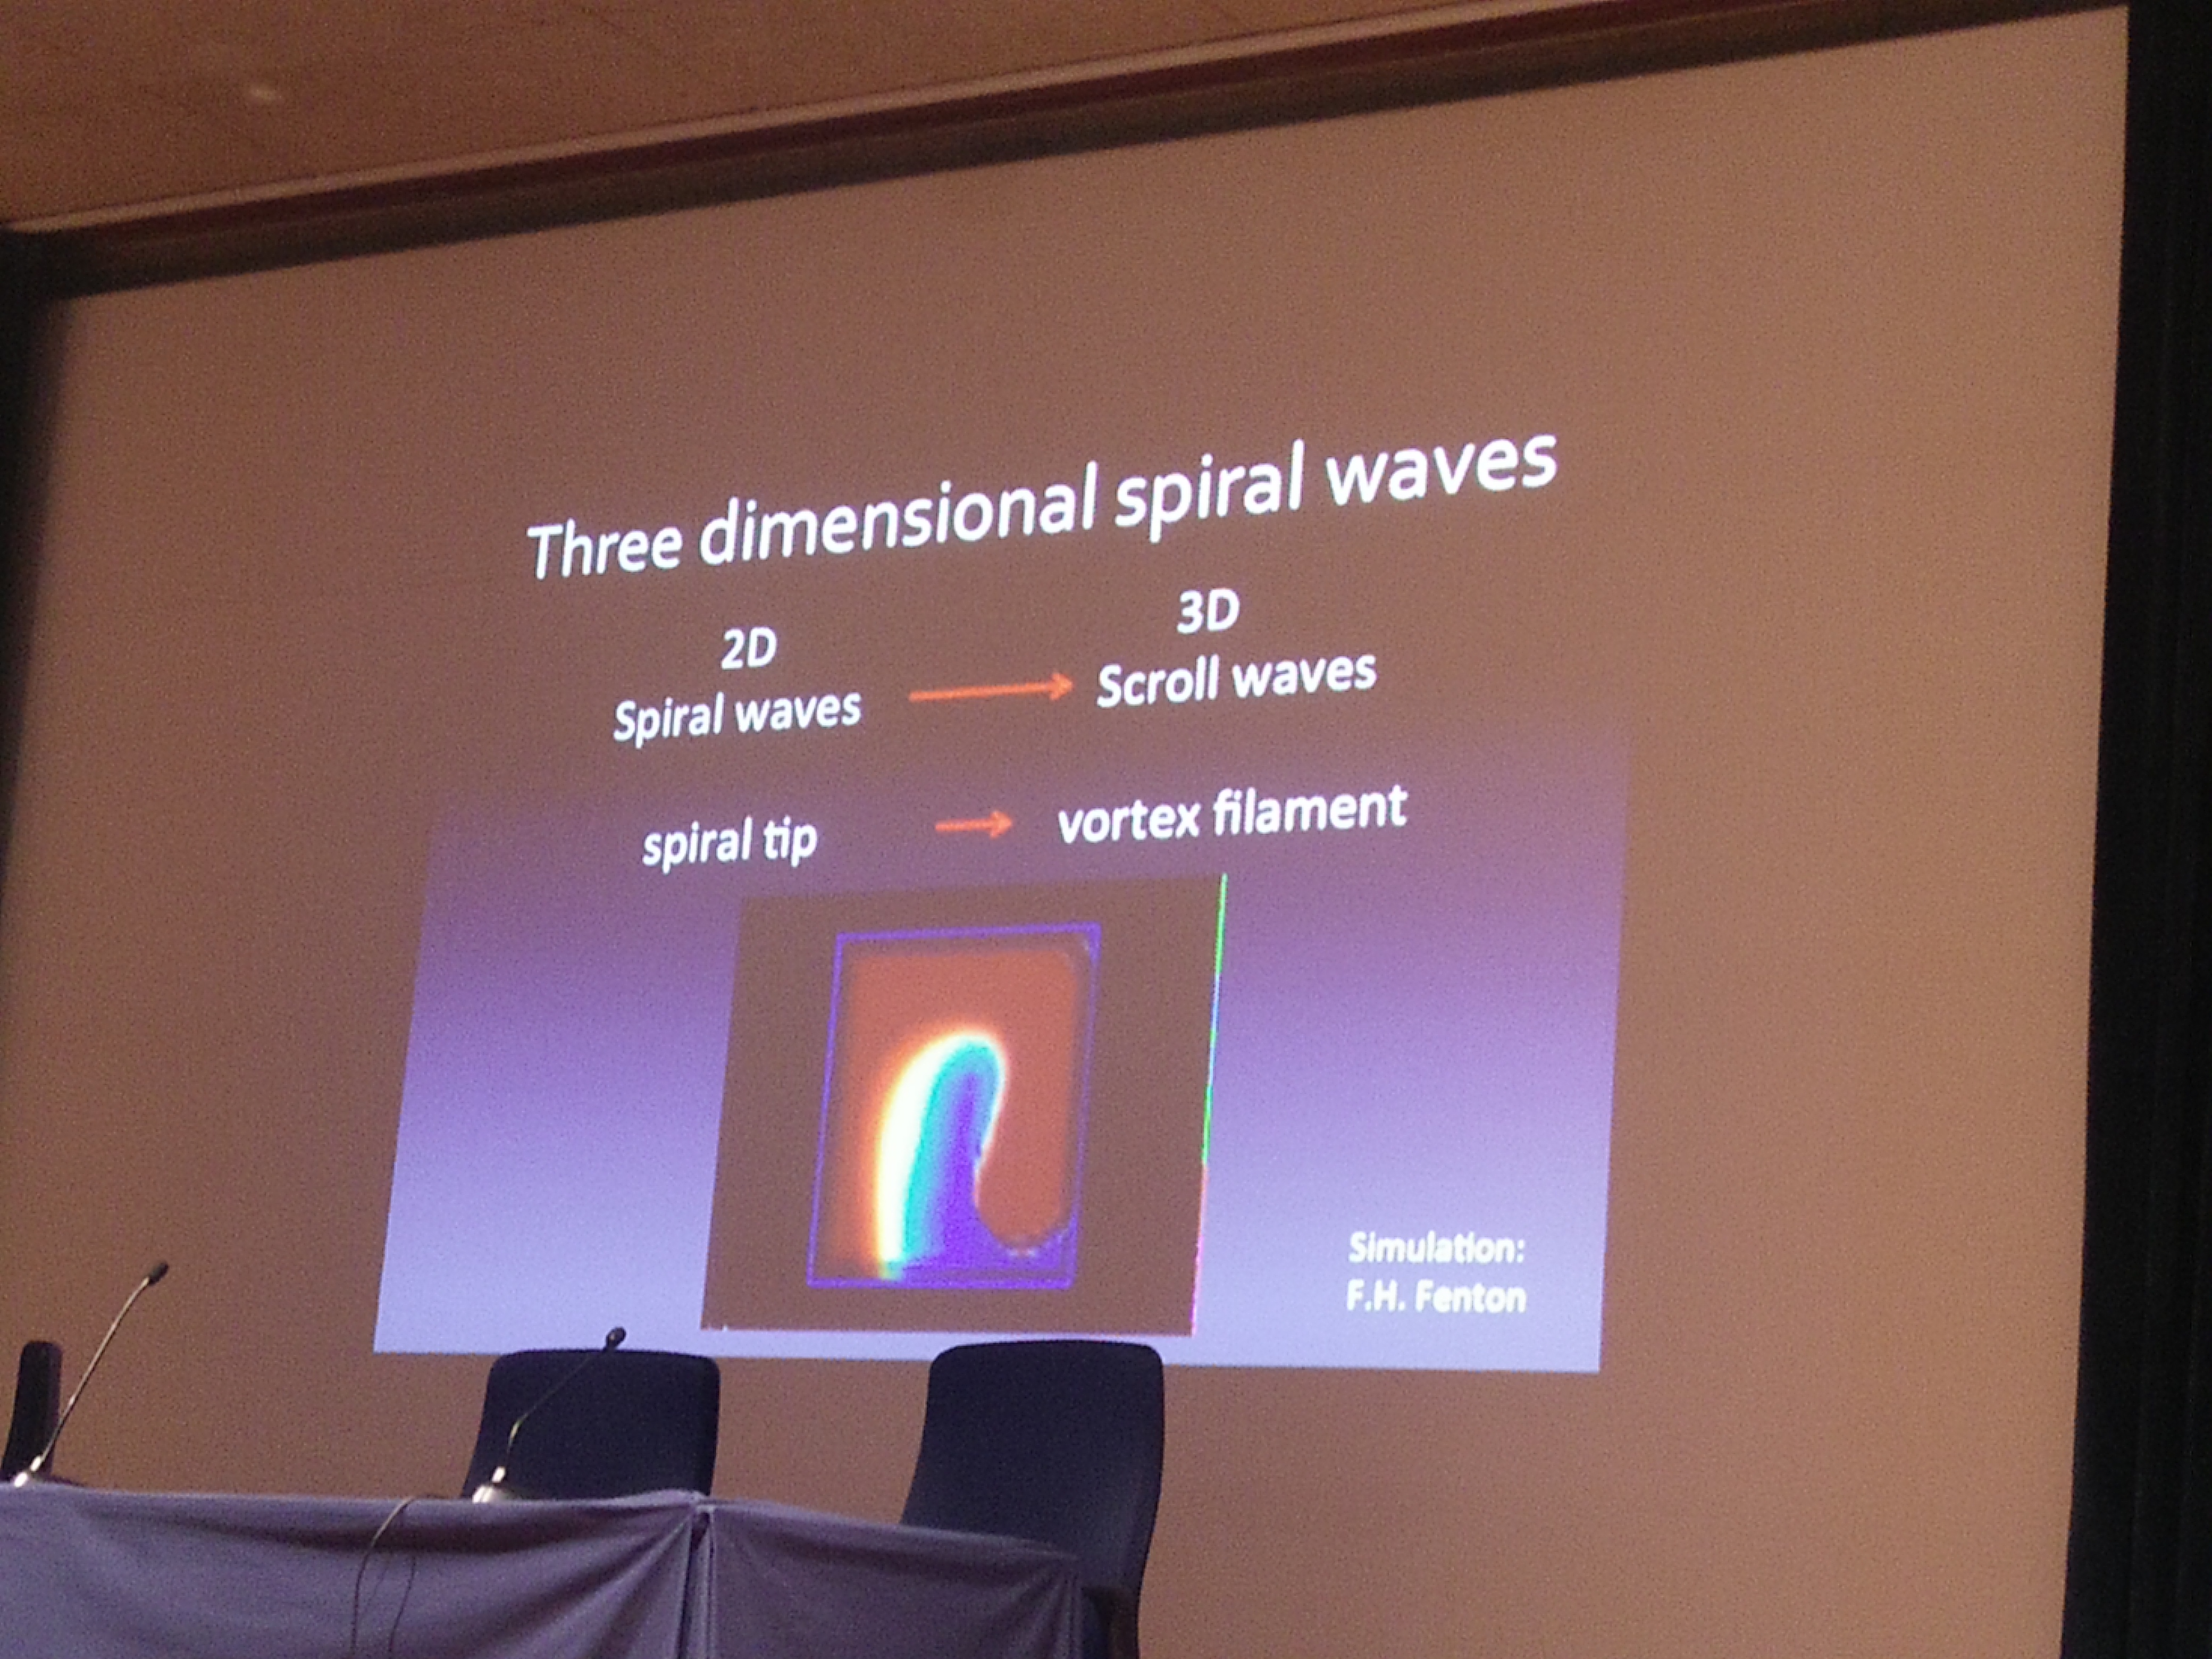 Three dimensional spiral waves
2D
Spiral waves
3D
Scroll waves
spiral tip
vortex filament
Simulation:
F.H. Fenton